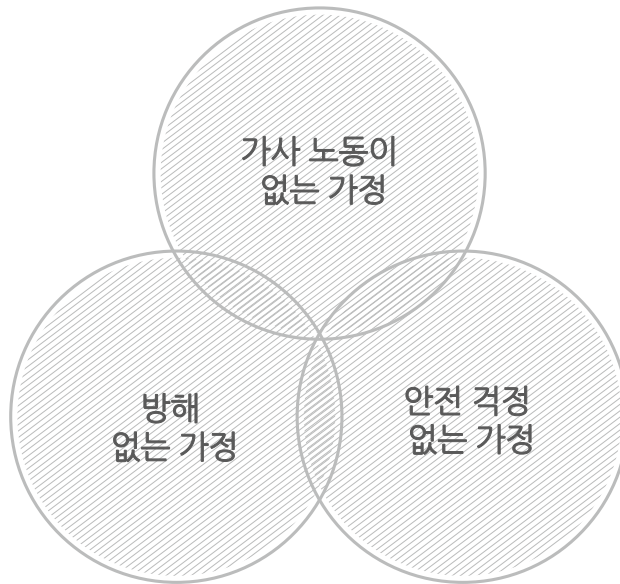 가사 노동이
없는 가정
방해
없는 가정
안전 걱정
없는 가정